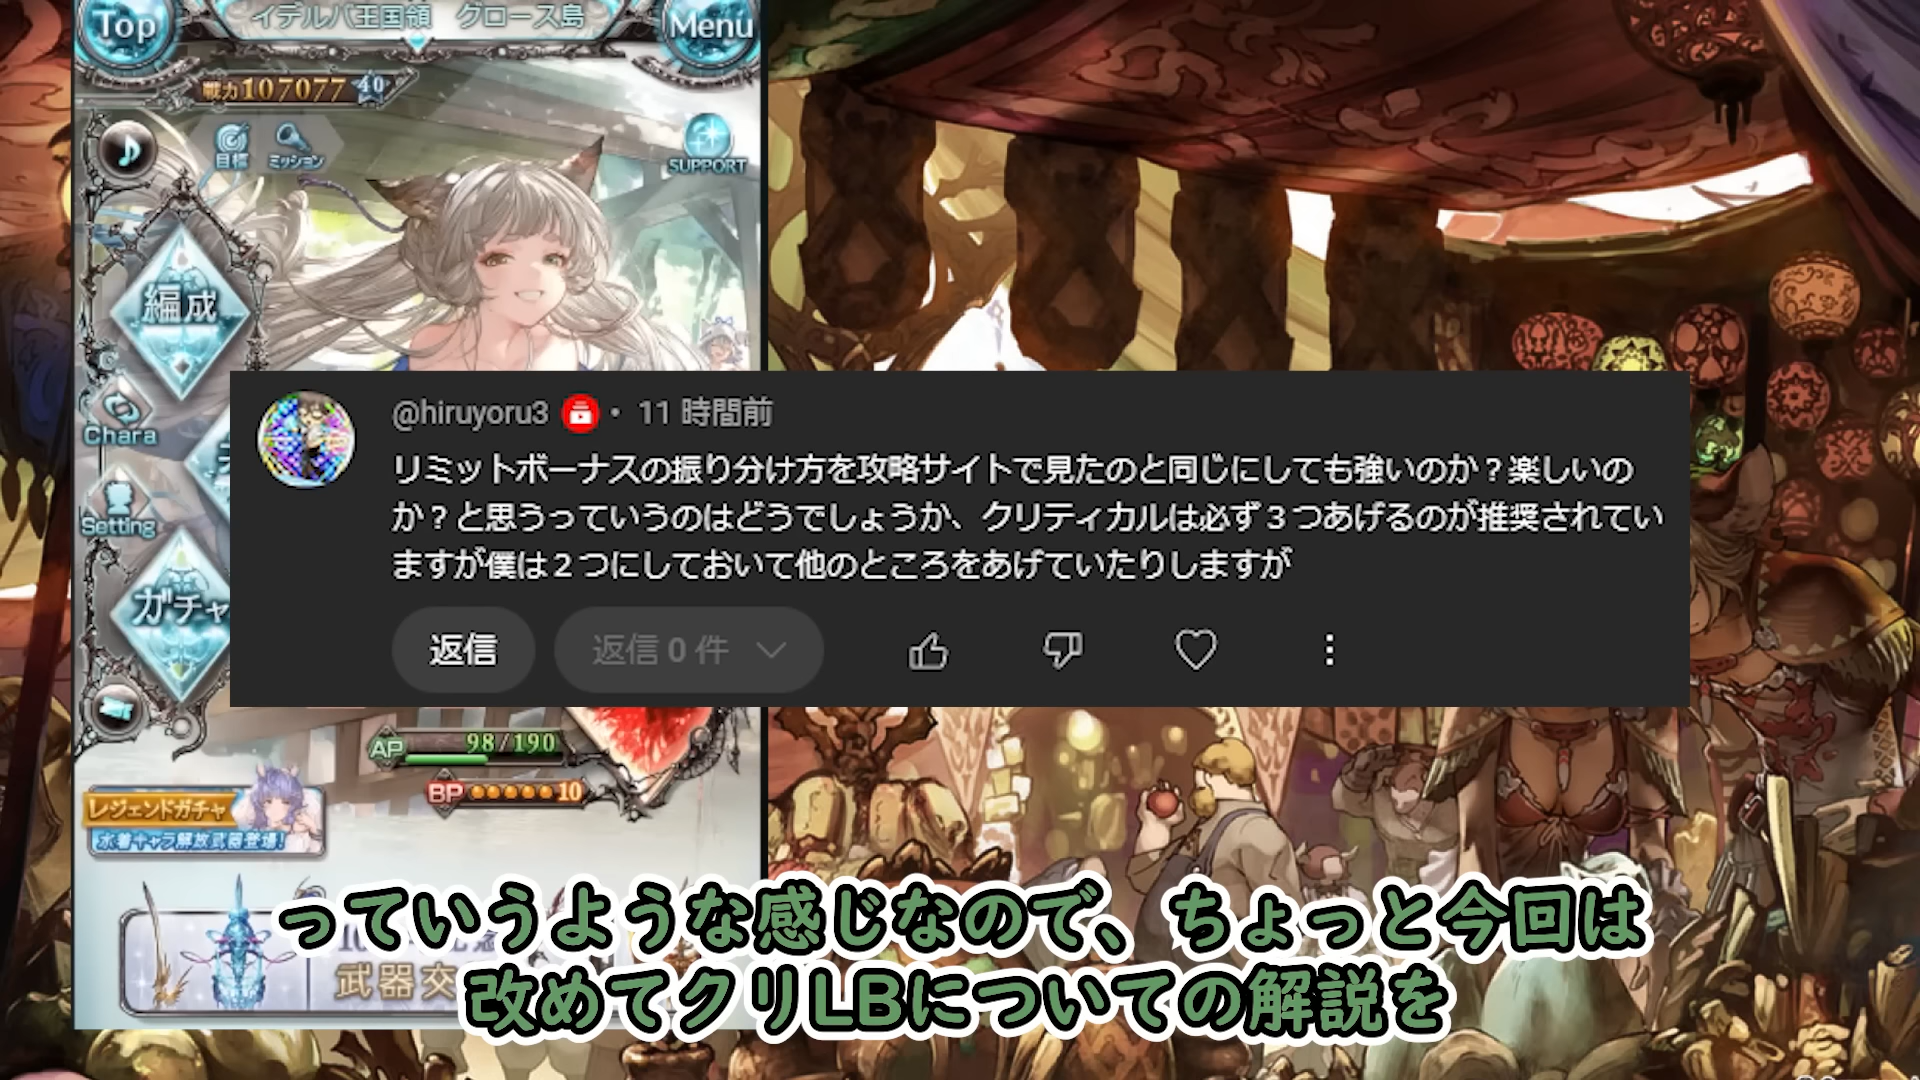 Top
イデルバ王国領 グロース島
Menu
戦力107077 40
目標
ミッション
SUPPORT
編成
Chara
Setting
ガチャ
@hiruyoru3 • 11 時間前
リミットボーナスの振り分け方を攻略サイトで見たのと同じにしても強いのか？楽しいの
か？と思うっていうのはどうでしょうか、クリティカルは必ず３つあげるのが推奨されてい
ますが僕は２つにしておいて他のところをあげていたりしますが
返信
返信 0 件
AP 98/190
BP 10
レジェンドガチャ
水着キャラ解放武器登場!
武器交
っていうような感じなので、ちょっと今回は
改めてクリLBについての解説を